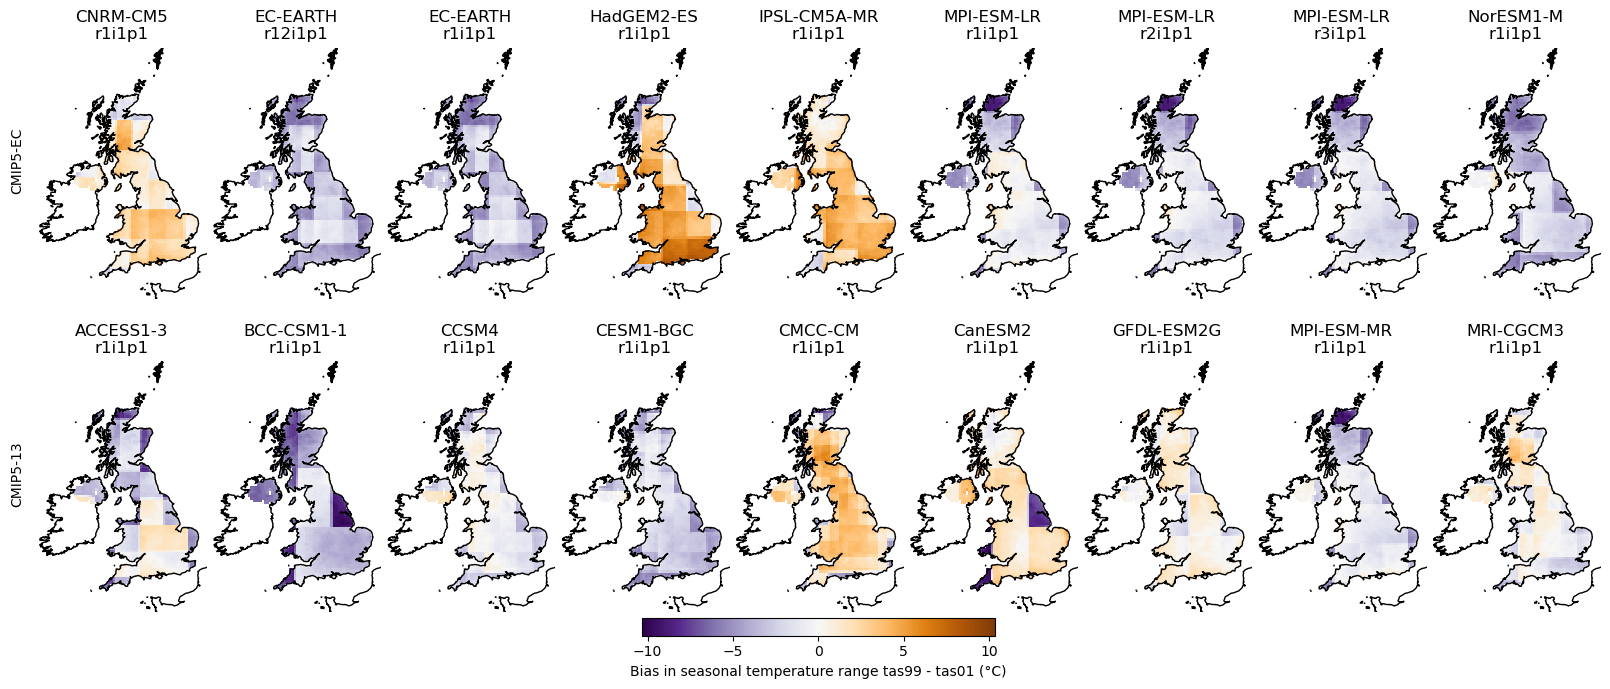 CNRM-CM5 EC-EARTH EC-EARTH HadGEM2-ES IPSL-CM5A-MR MPI-ESM-LR MPI-ESM-LR MPI-ESM-LR NorESM1-M
r1i1p1 r12i1p1 r1i1p1 r1i1p1 r1i1p1 r1i1p1 r2i1p1 r3i1p1 r1i1p1
CMIP5-EC
ACCESS1-3 BCC-CSM1-1 CCSM4 CESM1-BGC CMCC-CM CanESM2 GFDL-ESM2G MPI-ESM-MR MRI-CGCM3
r1i1p1 r1i1p1 r1i1p1 r1i1p1 r1i1p1 r1i1p1 r1i1p1 r1i1p1 r1i1p1
CMIP5-13
−10 −5 0 5 10
Bias in seasonal temperature range tas99 - tas01 (°C)